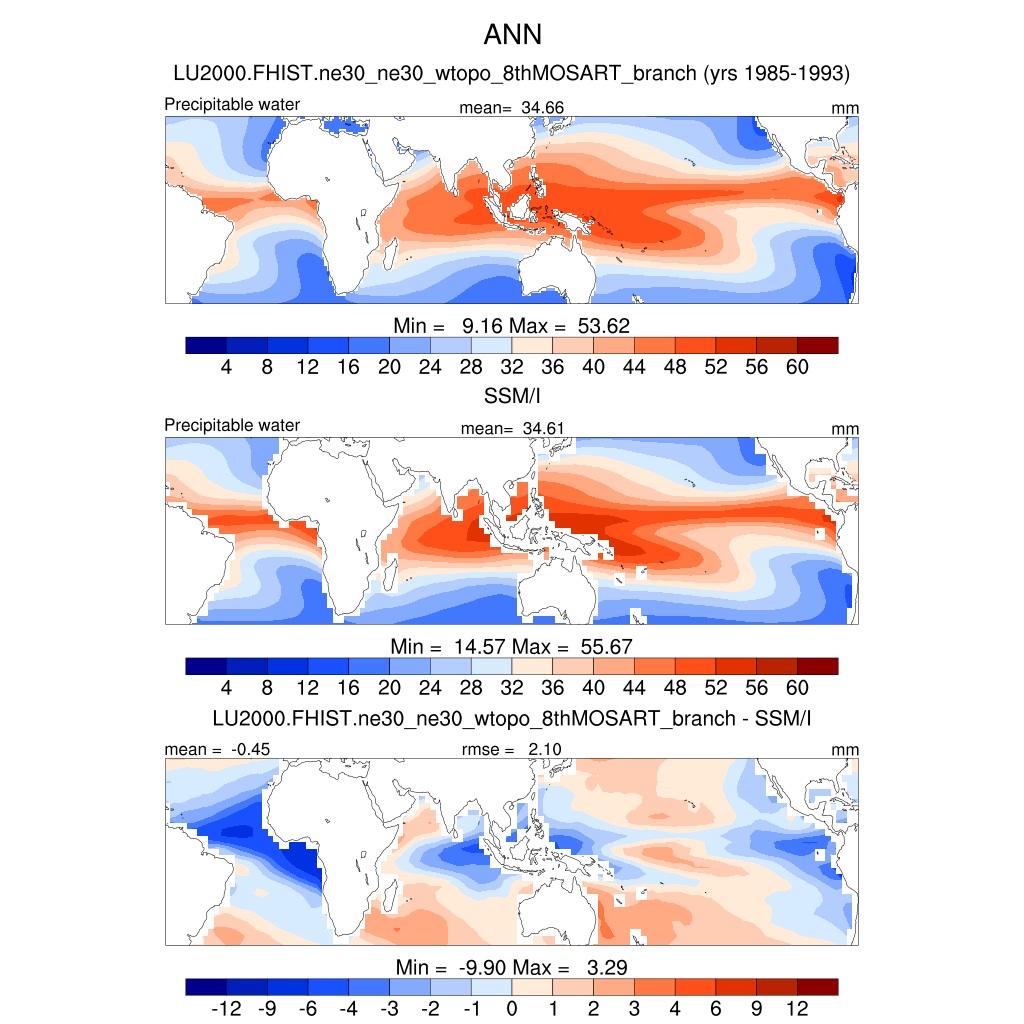 ANN
LU2000.FHIST.ne30_ne30_wtopo_8thMOSART_branch (yrs 1985-1993)
Precipitable water mean= 34.66 mm
Min = 9.16 Max = 53.62
4 8 12 16 20 24 28 32 36 40 44 48 52 56 60
SSM/I
Precipitable water mean= 34.61 mm
Min = 14.57 Max = 55.67
4 8 12 16 20 24 28 32 36 40 44 48 52 56 60
LU2000.FHIST.ne30_ne30_wtopo_8thMOSART_branch - SSM/I
mean = -0.45 rmse = 2.10 mm
Min = -9.90 Max = 3.29
-12 -9 -6 -4 -3 -2 -1 0 1 2 3 4 6 9 12